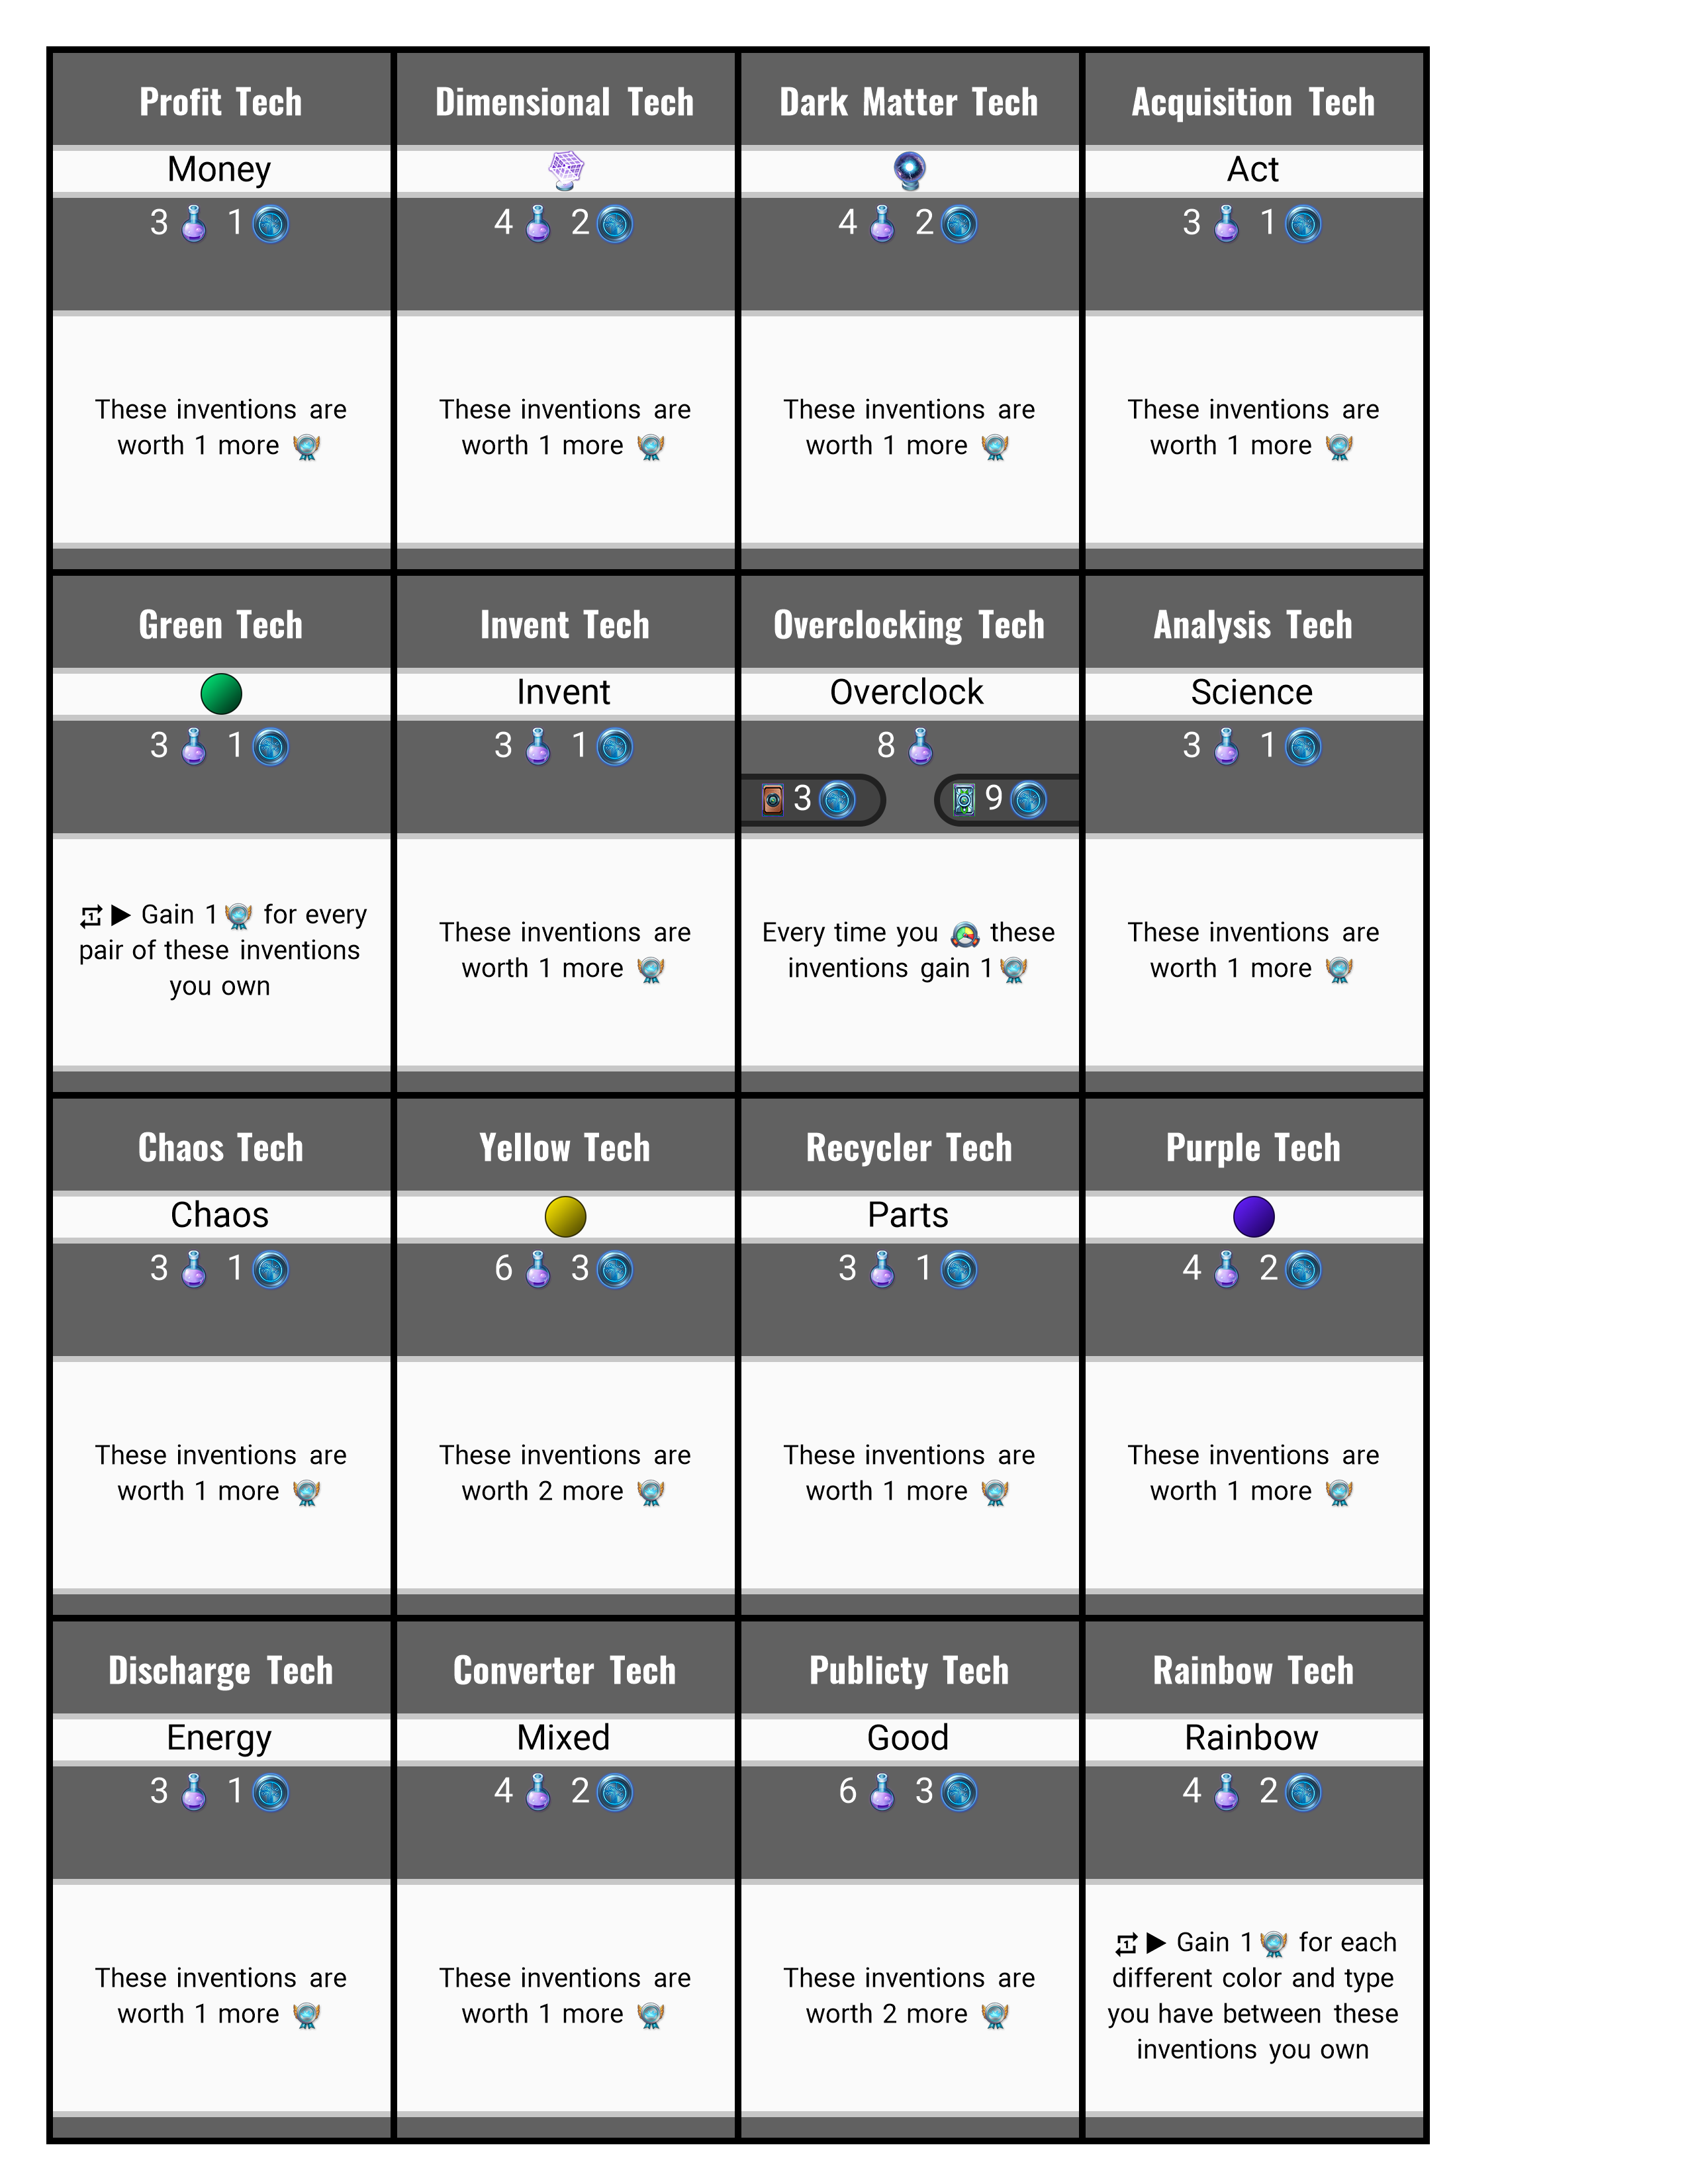 Profit Tech
Money
3 1
These inventions are
worth 1 more
Dimensional Tech
4 2
These inventions are
worth 1 more
Dark Matter Tech
4 2
These inventions are
worth 1 more
Acquisition Tech
Act
3 1
These inventions are
worth 1 more
Green Tech
3 1
1 Gain 1 for every
pair of these inventions
you own
Invent Tech
Invent
3 1
These inventions are
worth 1 more
Overclocking Tech
Overclock
8
3 9
Every time you these
inventions gain 1
Analysis Tech
Science
3 1
These inventions are
worth 1 more
Chaos Tech
Chaos
3 1
These inventions are
worth 1 more
Yellow Tech
6 3
These inventions are
worth 2 more
Recycler Tech
Parts
3 1
These inventions are
worth 1 more
Purple Tech
4 2
These inventions are
worth 1 more
Discharge Tech
Energy
3 1
These inventions are
worth 1 more
Converter Tech
Mixed
4 2
These inventions are
worth 1 more
Publicty Tech
Good
6 3
These inventions are
worth 2 more
Rainbow Tech
Rainbow
4 2
1 Gain 1 for each
different color and type
you have between these
inventions you own